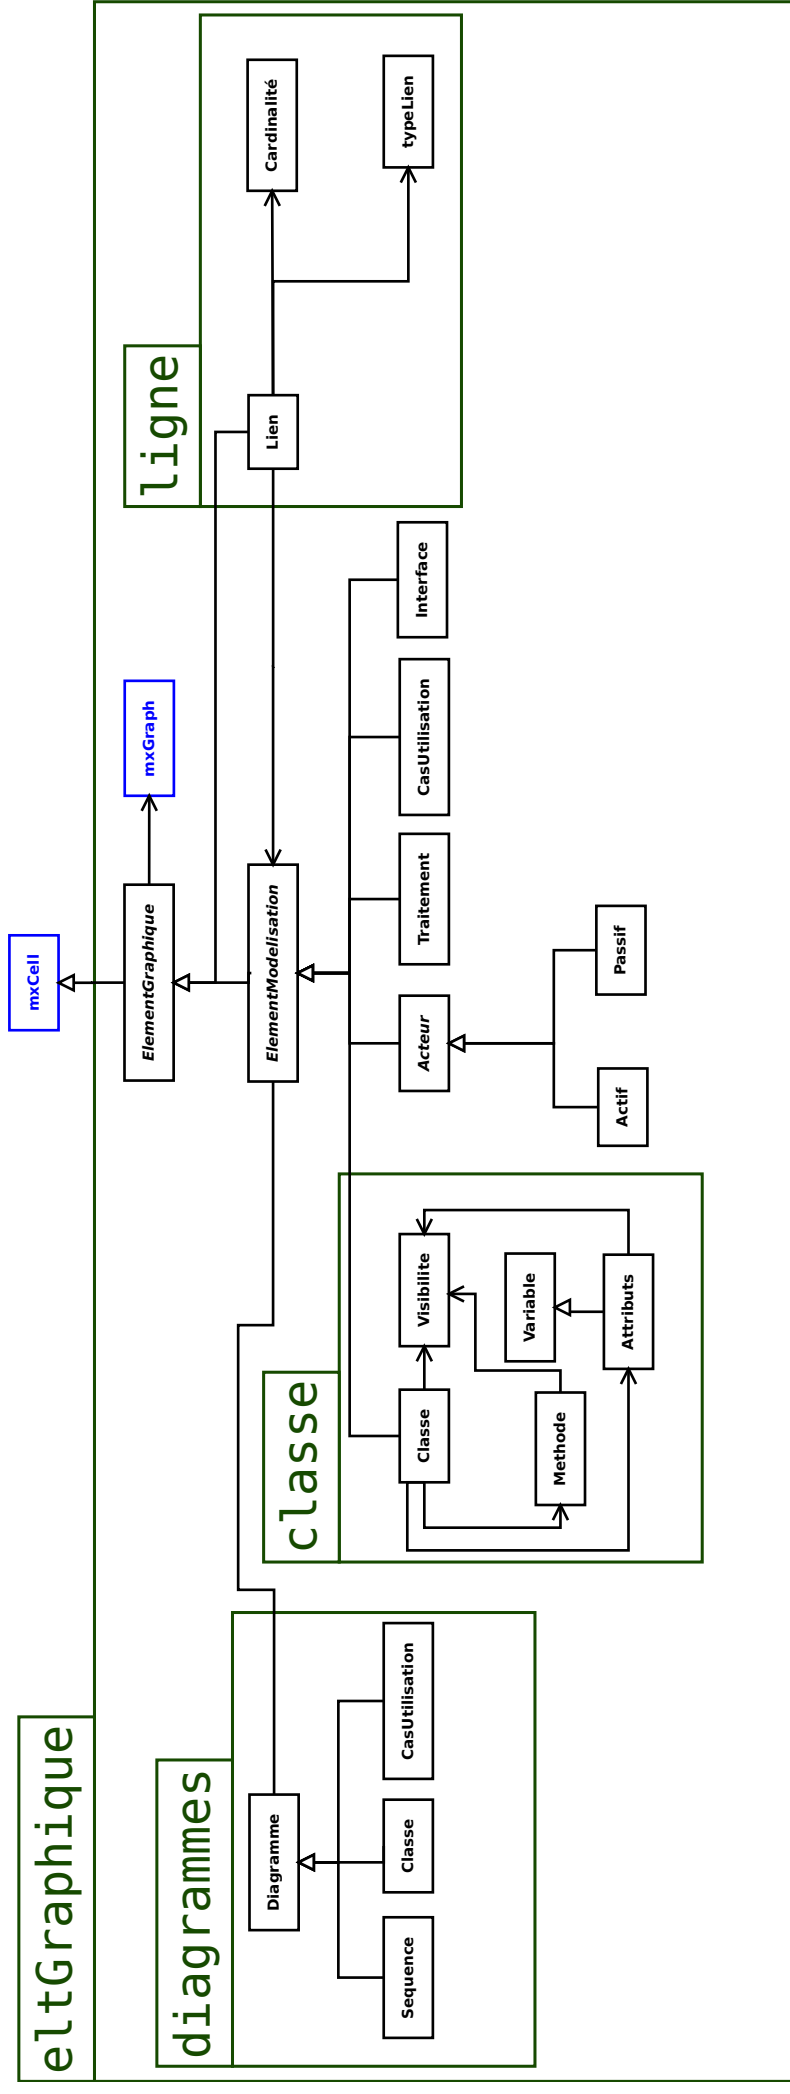 mxCell
eltGraphique
ElementGraphique
mxGraph
ligne
diagrammes
Diagramme
ElementModelisation
Lien
Cardinalité
classe
Sequence
Classe
CasUtilisation
Classe
Visibilite
Acteur
Traitement
CasUtilisation
Interface
typeLien
Variable
Methode
Attributs
Actif
Passif